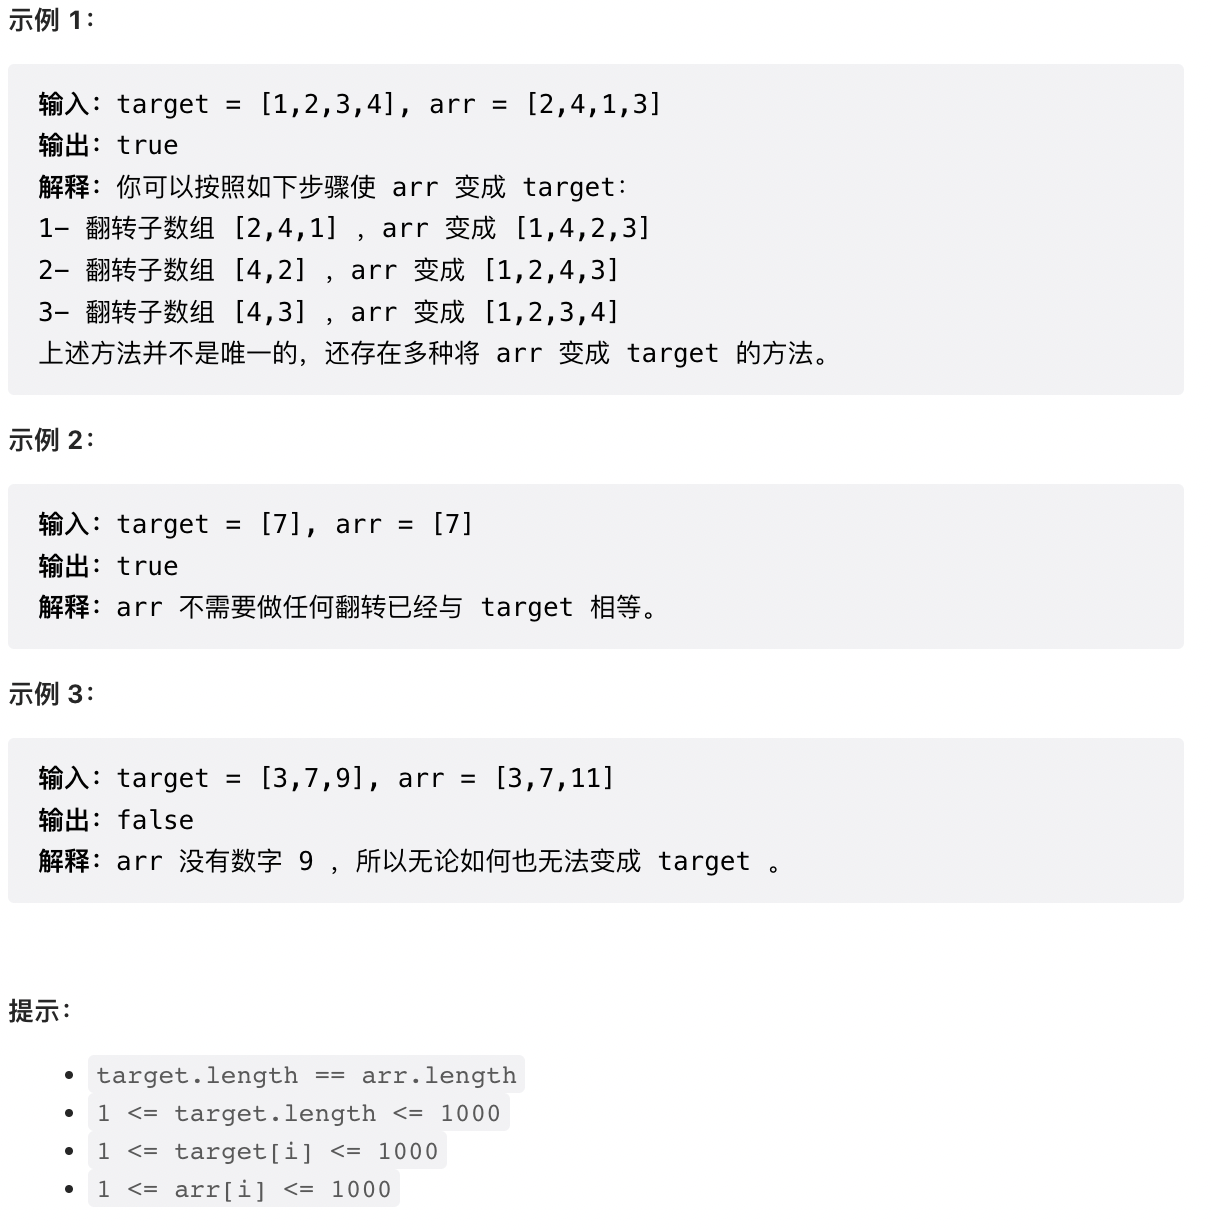 示例 1：
输入：target = [1,2,3,4], arr = [2,4,1,3]
输出：true
解释：你可以按照如下步骤使 arr 变成 target：
1- 翻转子数组 [2,4,1] ，arr 变成 [1,4,2,3]
2- 翻转子数组 [4,2] ，arr 变成 [1,2,4,3]
3- 翻转子数组 [4,3] ，arr 变成 [1,2,3,4]
上述方法并不是唯一的，还存在多种将 arr 变成 target 的方法。
示例 2：
输入：target = [7], arr = [7]
输出：true
解释：arr 不需要做任何翻转已经与 target 相等。
示例 3：
输入：target = [3,7,9], arr = [3,7,11]
输出：false
解释：arr 没有数字 9 ，所以无论如何也无法变成 target 。
提示：
• target.length == arr.length
• 1 <= target.length <= 1000
• 1 <= target[i] <= 1000
• 1 <= arr[i] <= 1000